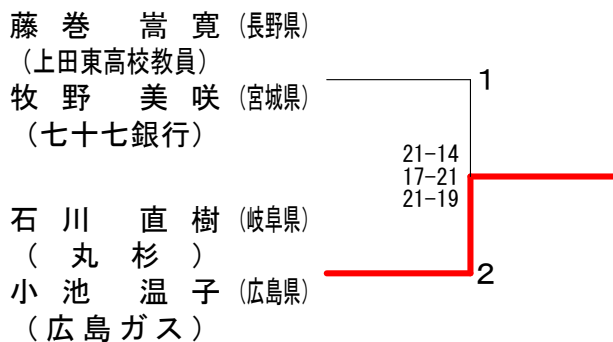 藤巻 嵩寛 (長野県)
(上田東高校教員)
牧野 美咲 (宮城県)
(七十七銀行)
1
21-14
17-21
21-19
石川 直樹 (岐阜県)
(丸杉)
小池 温子 (広島県)
(広島ガス)
2